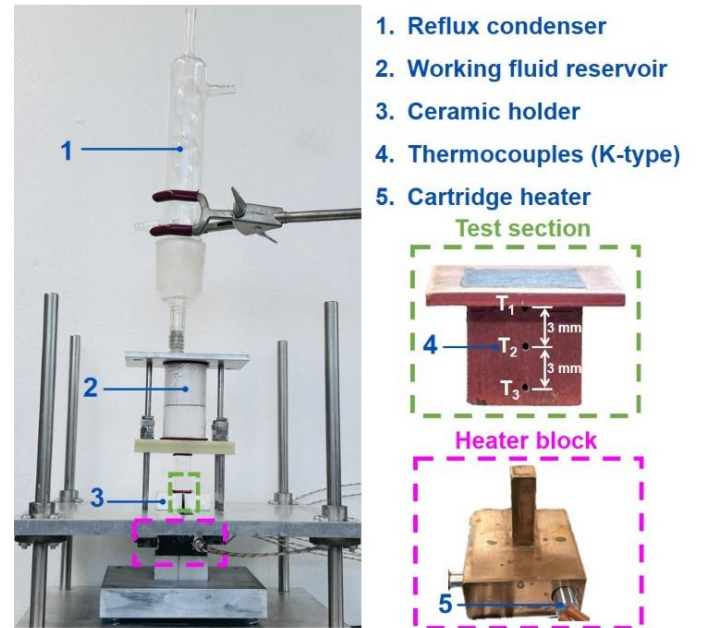 1. Reflux condenser
2. Working fluid reservoir
3. Ceramic holder
4. Thermocouples (K-type)
5. Cartridge heater
Test section
T1
3 mm
4
T2
3 mm
T3
Heater block
5
1
2
3